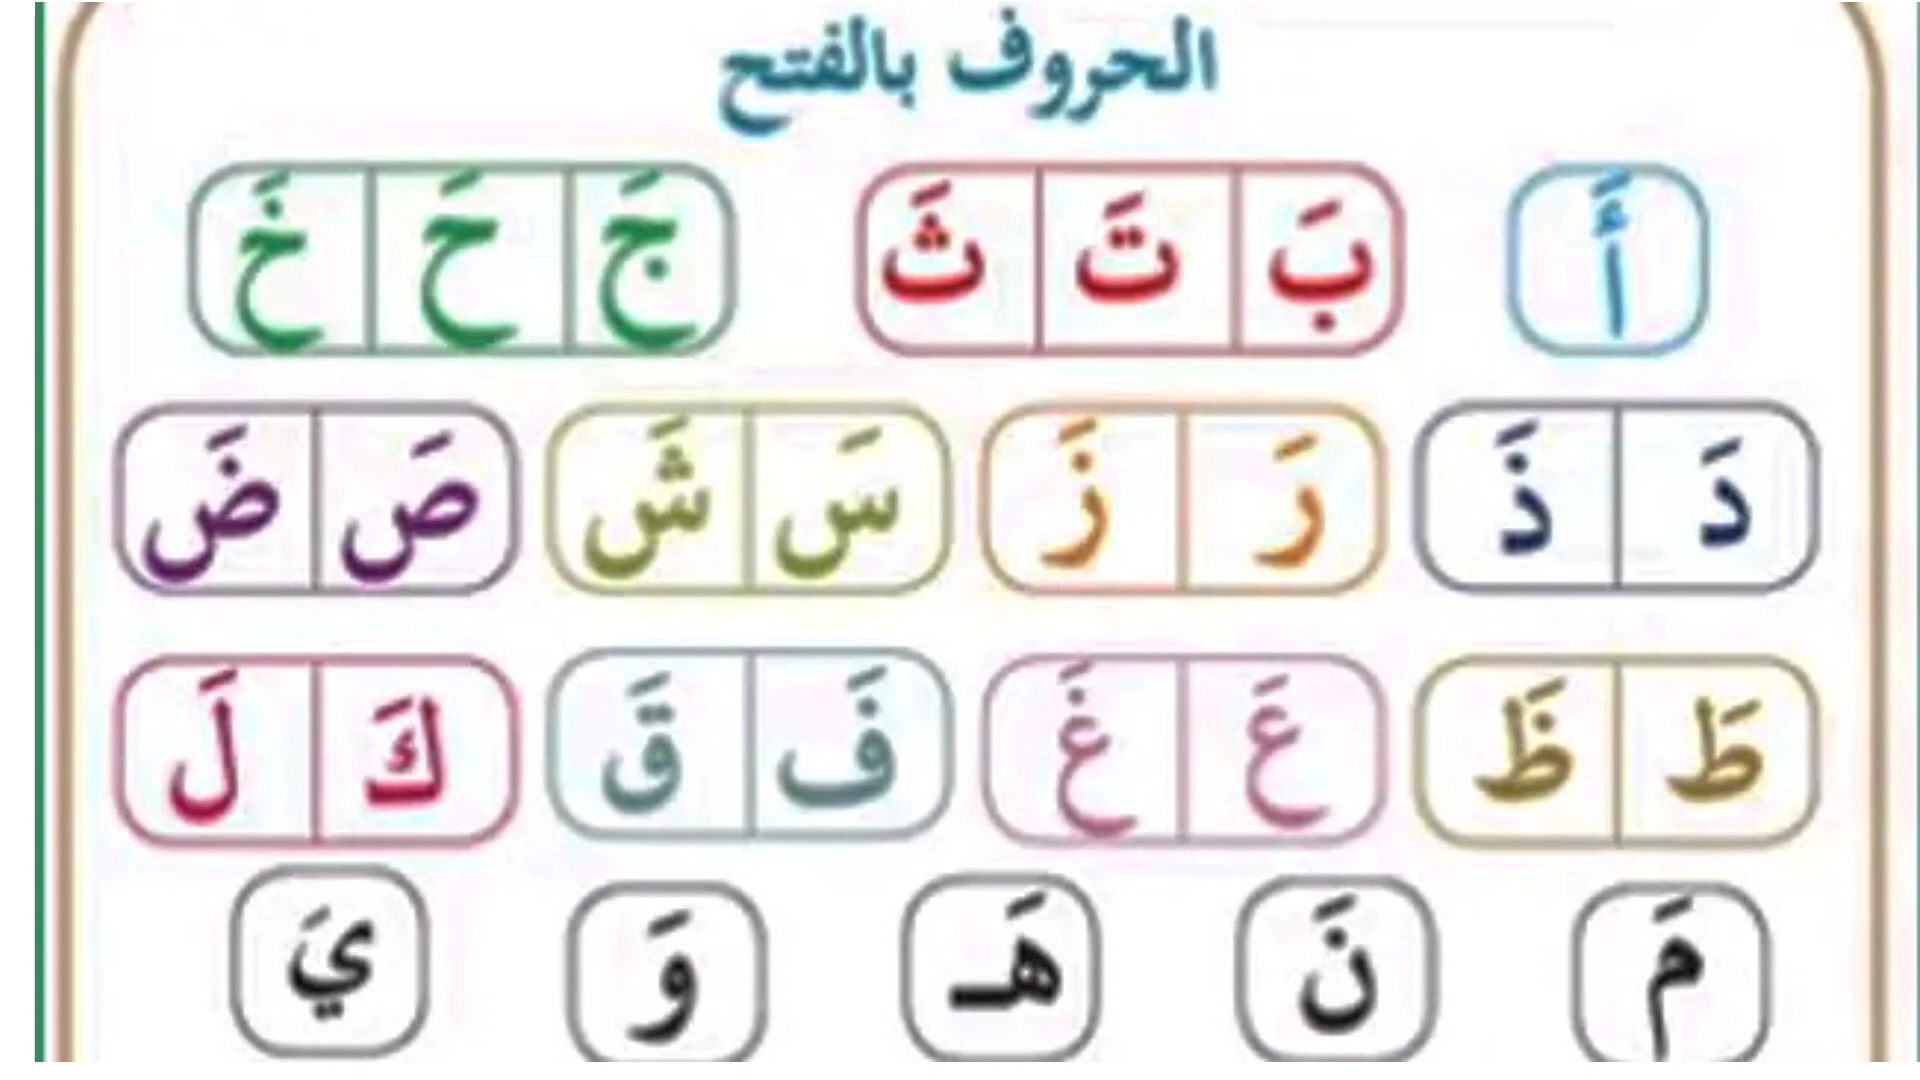 الحروف بالفتح
أَ بَ تَ ثَ جَ حَ خَ
دَ ذَ رَ زَ سَ شَ صَ ضَ
طَ ظَ عَ غَ فَ قَ كَ لَ
مَ نَ هَـ وَ يَ